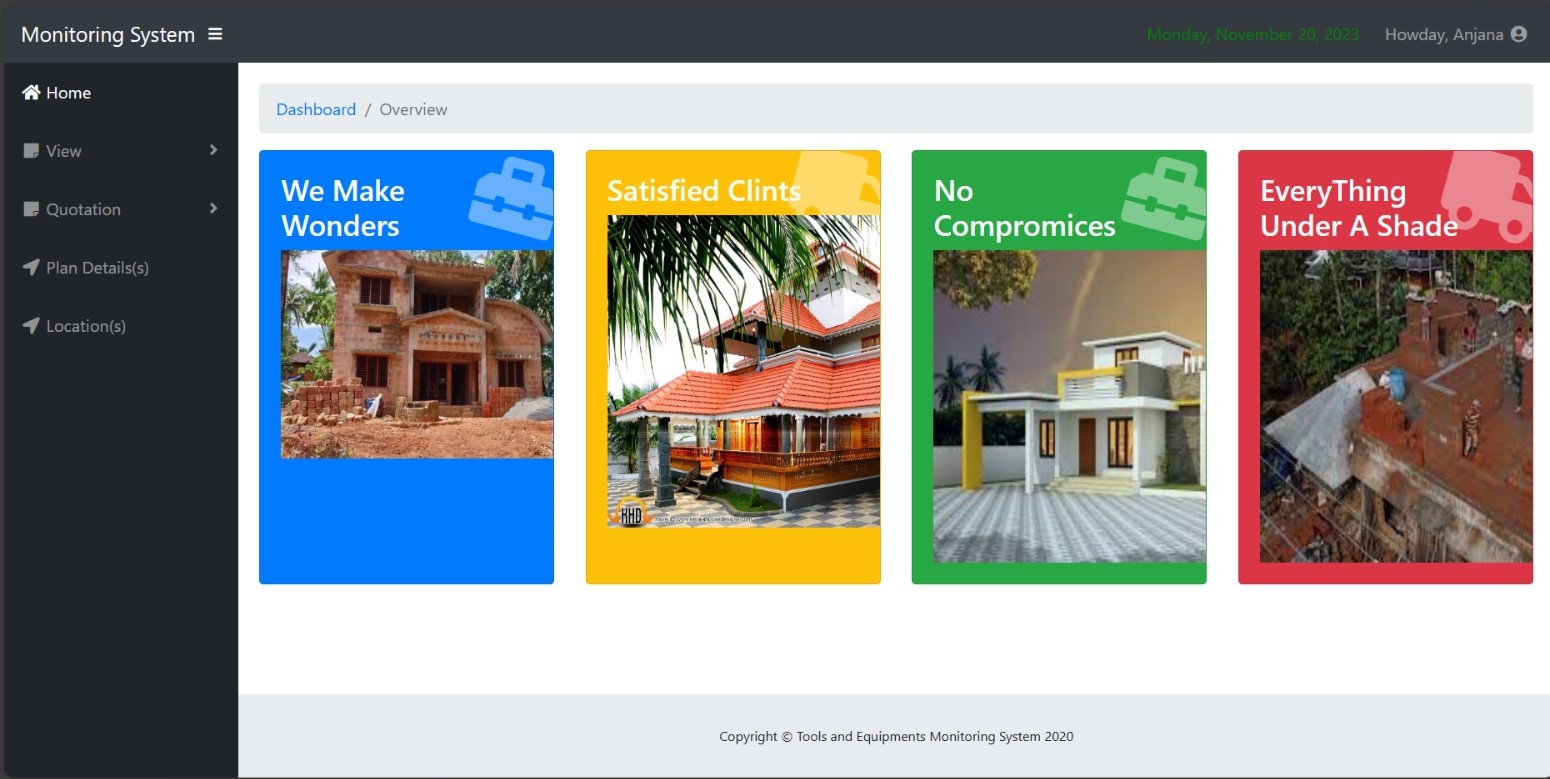 Monitoring System
Monday, November 20, 2023
Howday, Anjana
Home
View
Quotation
Plan Details(s)
Location(s)
Dashboard / Overview
We Make
Wonders
Satisfied Clints
KHD
No
Compromices
EveryThing
Under A Shade
Copyright © Tools and Equipments Monitoring System 2020